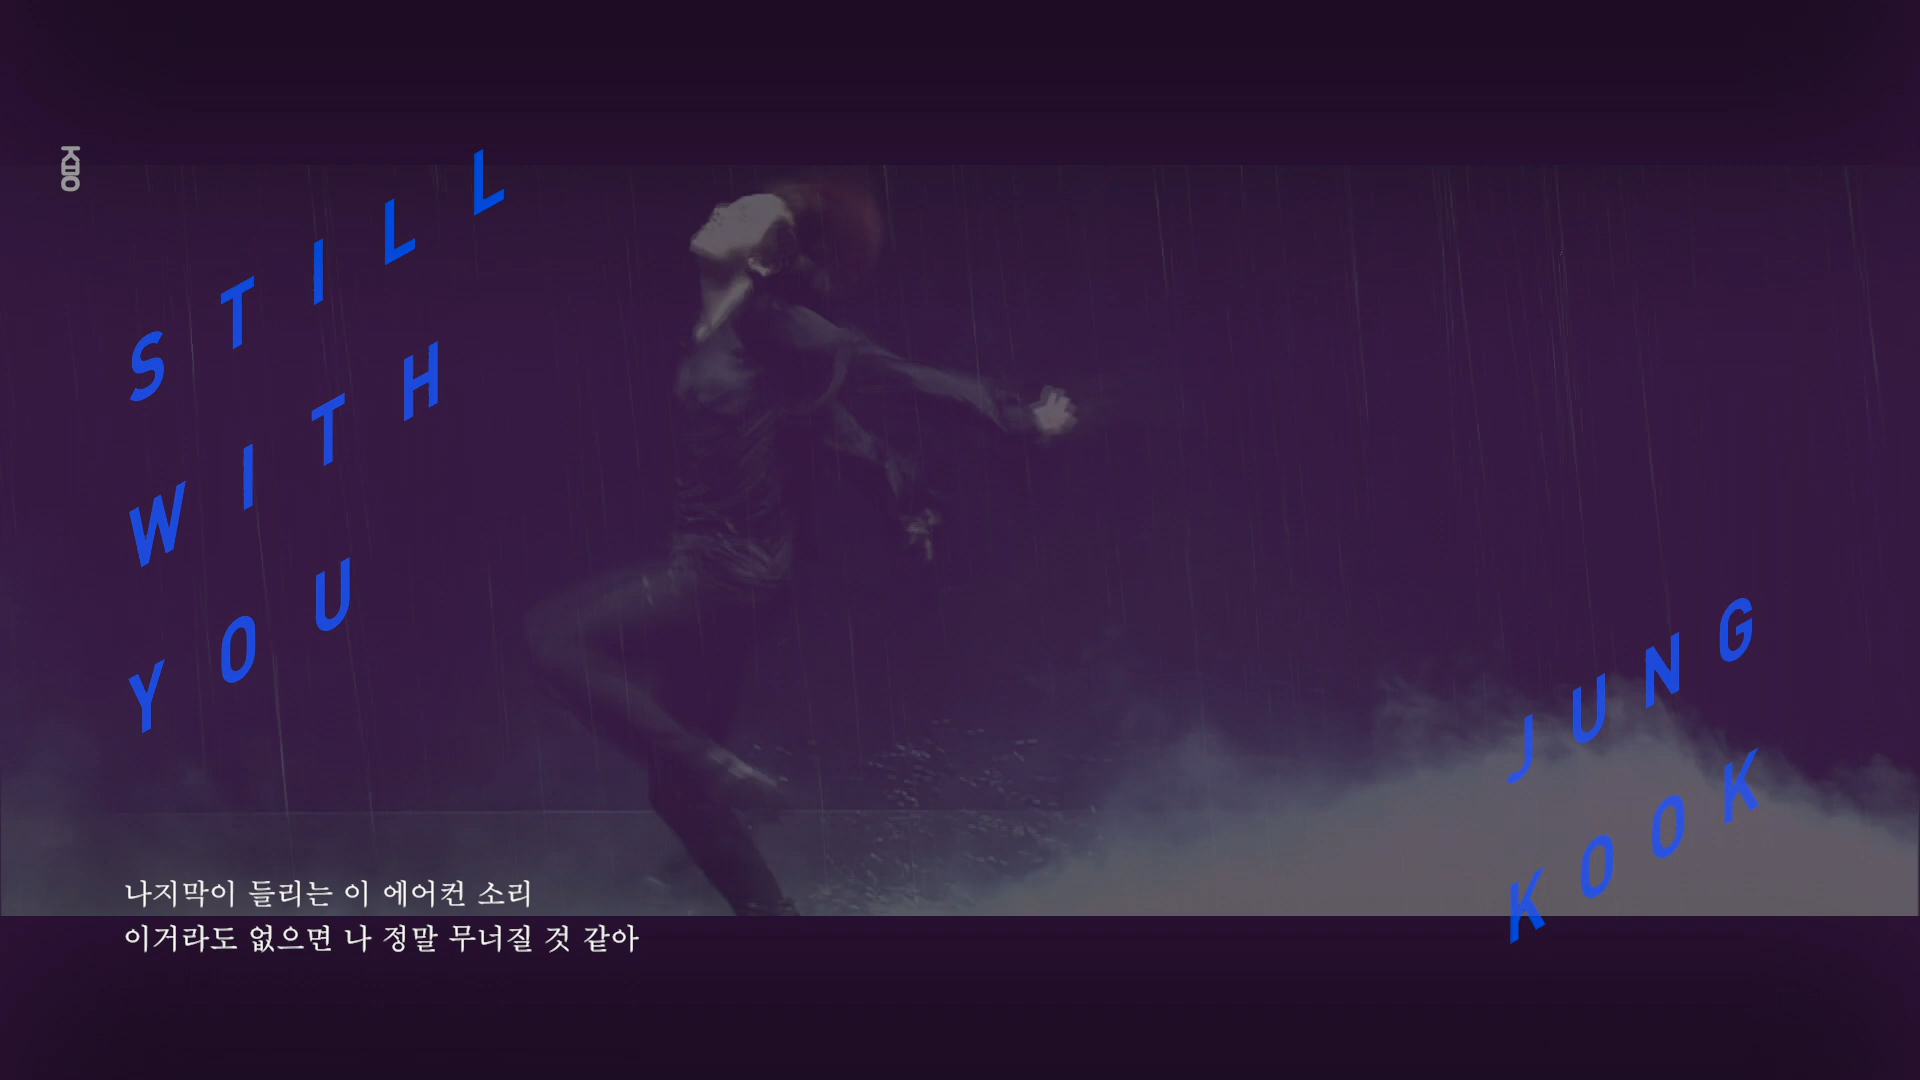 STILL
WITH
YOU
JUNG
KOOK
나지막이 들리는 이 에어컨 소리
이거라도 없으면 나 정말 무너질 것 같아